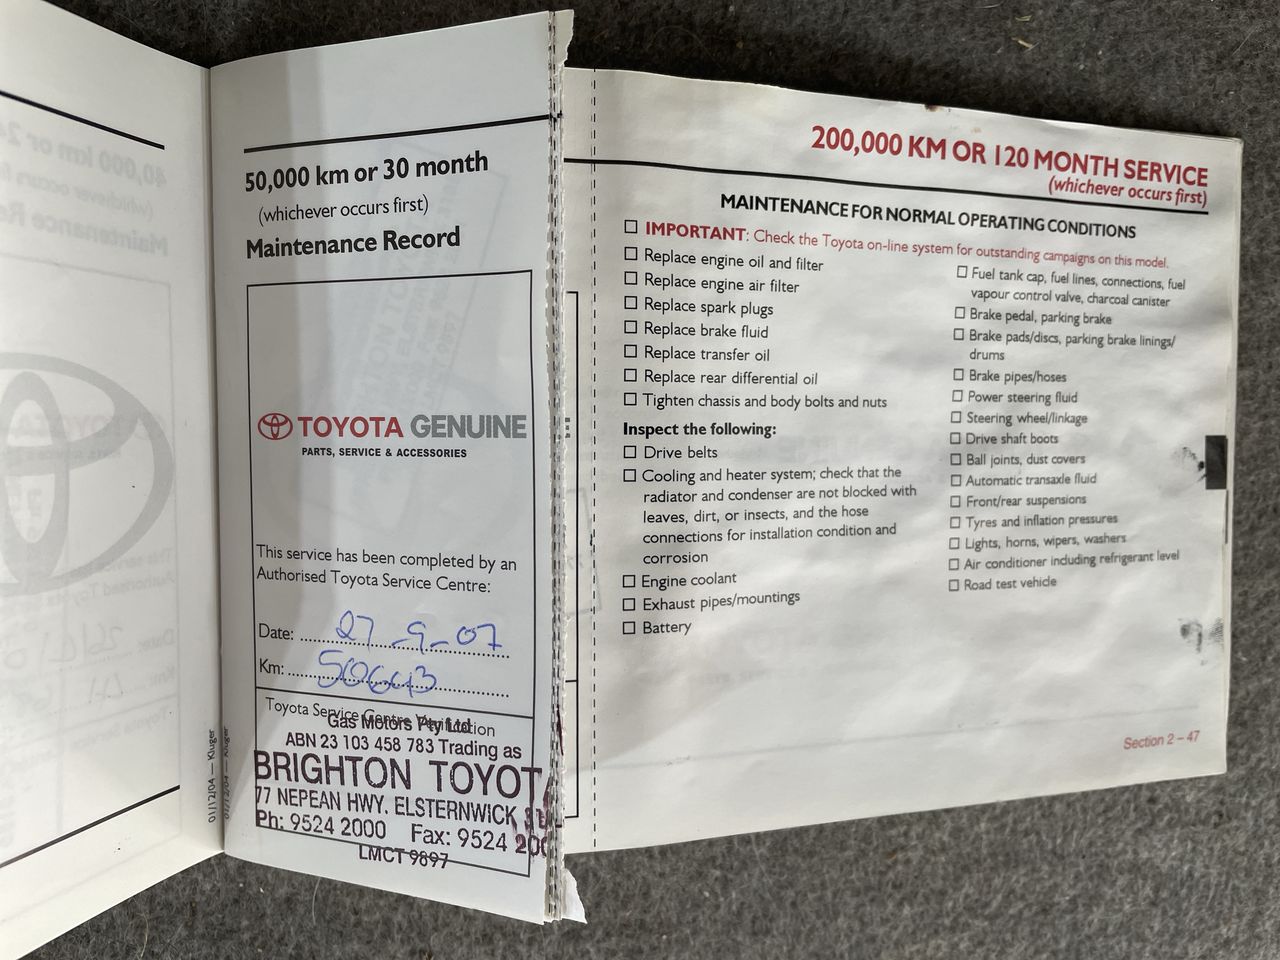 50,000 km or 30 month
(whichever occurs first)
Maintenance Record
TOYOTA GENUINE
PARTS, SERVICE & ACCESSORIES
This service has been completed by an
Authorised Toyota Service Centre:
Date: 27-9-07
Km: 50643
Toyota Service Centre
Gas Motors Pty Ltd
ABN 23 103 458 783 Trading as
BRIGHTON TOYOTA
77 NEPEAN HWY. ELSTERNWICK
Ph: 9524 2000 Fax: 9524
LMCT 9897
01/12/04 — Kluger
01/12/04 — Kluger
200,000 KM OR 120 MONTH SERVICE
(whichever occurs first)
MAINTENANCE FOR NORMAL OPERATING CONDITIONS
IMPORTANT: Check the Toyota on-line system for outstanding campaigns on this model.
Replace engine oil and filter
Replace engine air filter
Replace spark plugs
Replace brake fluid
Replace transfer oil
Replace rear differential oil
Tighten chassis and body bolts and nuts
Inspect the following:
Drive belts
Cooling and heater system; check that the
radiator and condenser are not blocked with
leaves, dirt, or insects, and the hose
connections for installation condition and
corrosion
Engine coolant
Exhaust pipes/mountings
Battery
Fuel tank cap, fuel lines, connections, fuel
vapour control valve, charcoal canister
Brake pedal, parking brake
Brake pads/discs, parking brake linings/
drums
Brake pipes/hoses
Power steering fluid
Steering wheel/linkage
Drive shaft boots
Ball joints, dust covers
Automatic transaxle fluid
Front/rear suspensions
Tyres and inflation pressures
Lights, horns, wipers, washers
Air conditioner including refrigerant level
Road test vehicle
Section 2 – 47